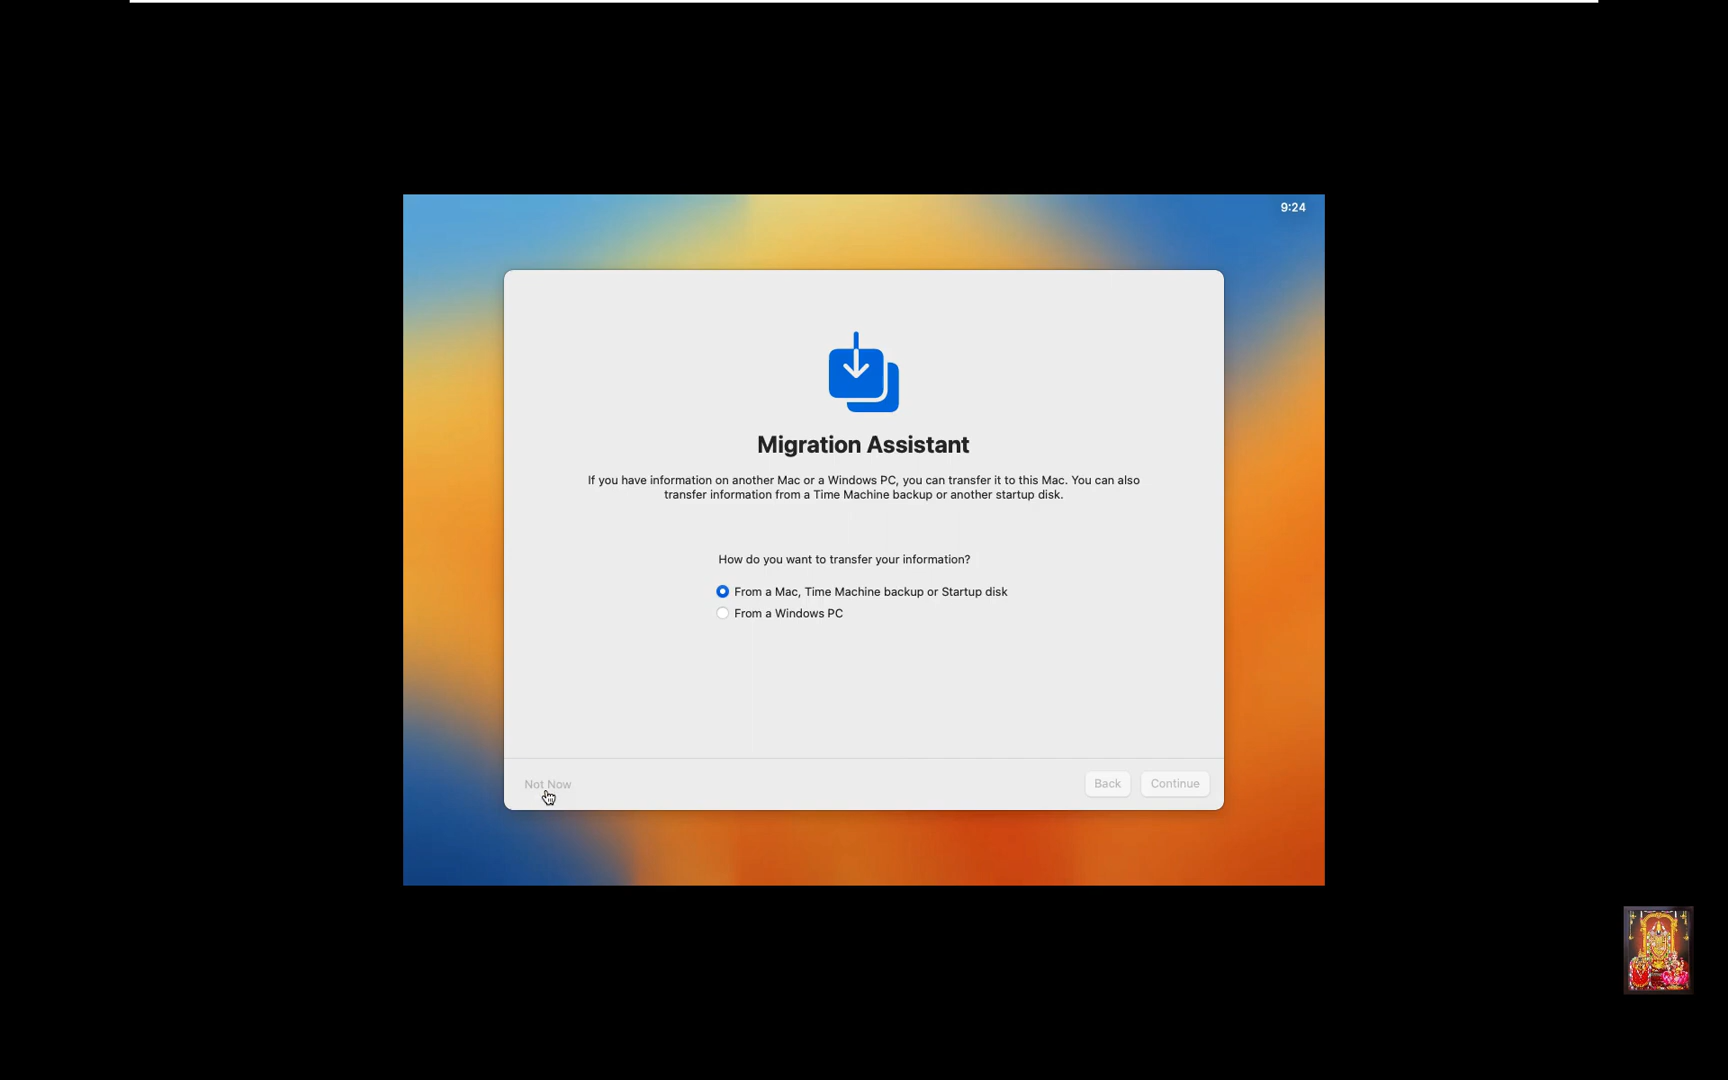 9:24
Migration Assistant
If you have information on another Mac or a Windows PC, you can transfer it to this Mac. You can also
transfer information from a Time Machine backup or another startup disk.
How do you want to transfer your information?
From a Mac, Time Machine backup or Startup disk
From a Windows PC
Not Now
Back
Continue